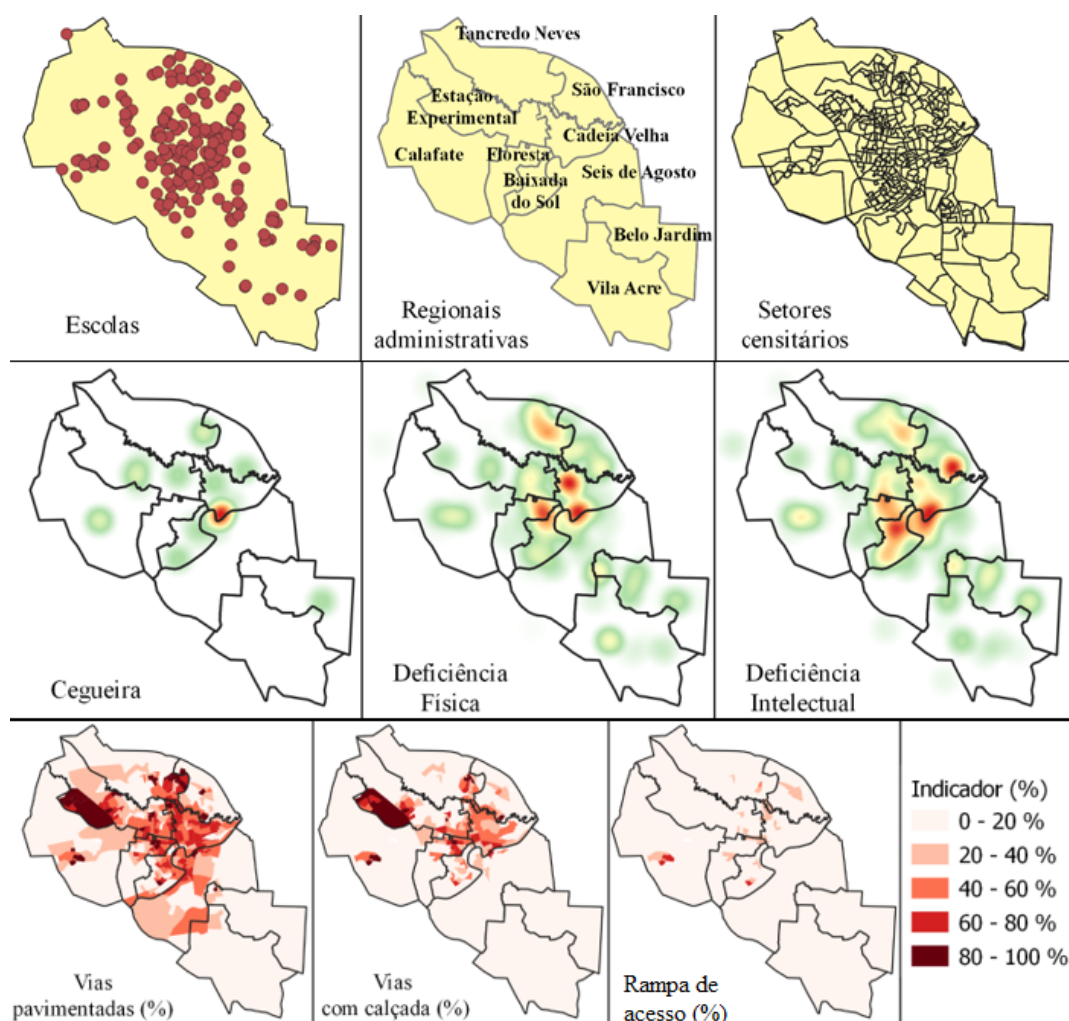 Escolas
Tancredo Neves
São Francisco
Estação
Experimental
Cadeia Velha
Calafate
Floresta
Seis de Agosto
Baixada
do Sol
Belo Jardim
Vila Acre
Regionais
administrativas
Setores
censitários
Cegueira
Deficiência
Física
Deficiência
Intelectual
Vias
pavimentadas (%)
Vias
com calçada (%)
Rampa de
acesso (%)
Indicador (%)
0 - 20 %
20 - 40 %
40 - 60 %
60 - 80 %
80 - 100 %